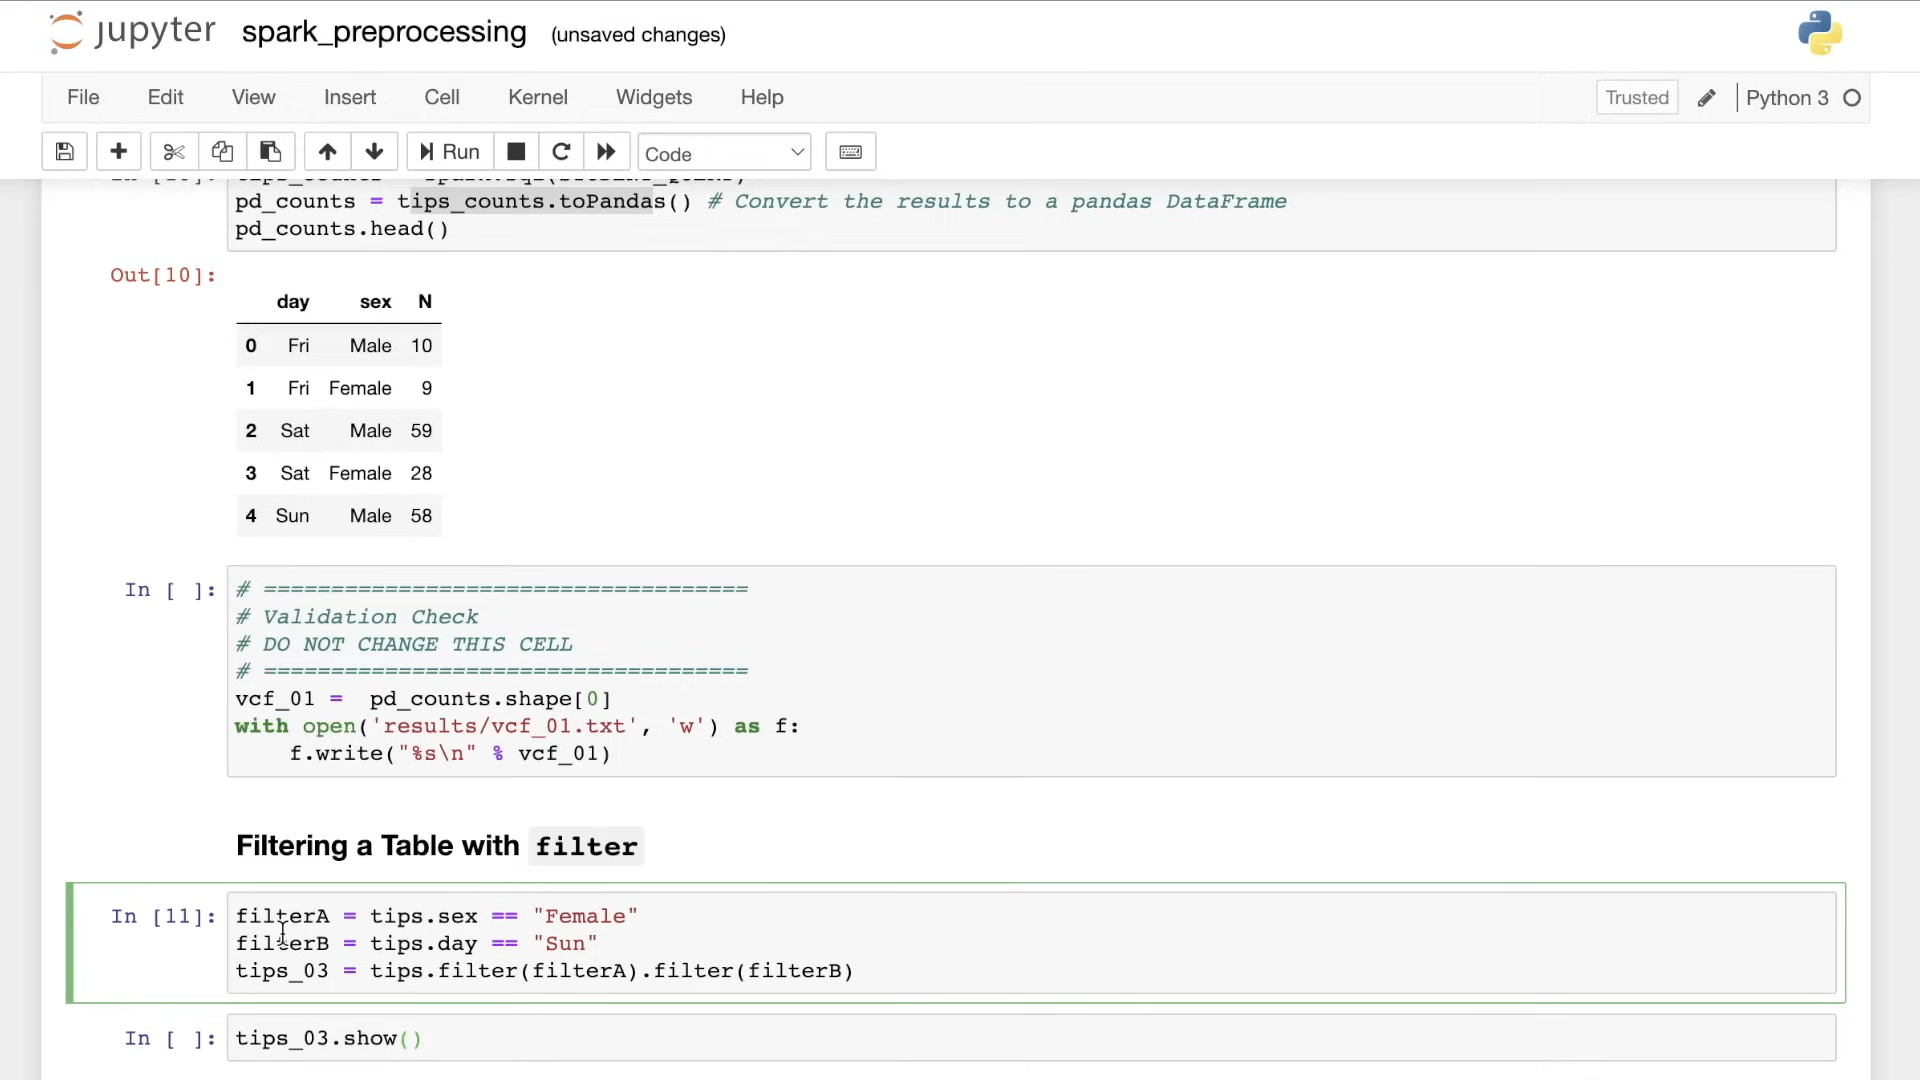 jupyter spark_preprocessing (unsaved changes)
File Edit View Insert Cell Kernel Widgets Help Trusted Python 3
Run Code
pd_counts = tips_counts.toPandas() # Convert the results to a pandas DataFrame
pd_counts.head()
Out[10]:
day sex N
0 Fri Male 10
1 Fri Female 9
2 Sat Male 59
3 Sat Female 28
4 Sun Male 58
In [ ]: # ====================================
# Validation Check
# DO NOT CHANGE THIS CELL
# ====================================
vcf_01 =  pd_counts.shape[0]
with open('results/vcf_01.txt', 'w') as f:
    f.write("%s\n" % vcf_01)
Filtering a Table with filter
In [11]: filterA = tips.sex == "Female"
filterB = tips.day == "Sun"
tips_03 = tips.filter(filterA).filter(filterB)
In [ ]: tips_03.show()